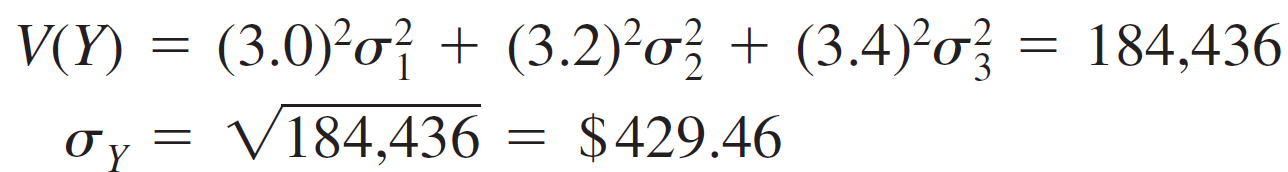 V(Y) = (3.0)²σ₁² + (3.2)²σ₂² + (3.4)²σ₃² = 184,436
σ_Y = √184,436 = $429.46